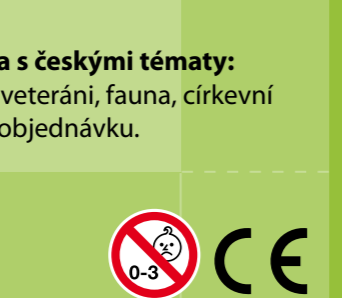 a s českými tématy:
veteráni, fauna, církevní
objednávku.
0-3
CE